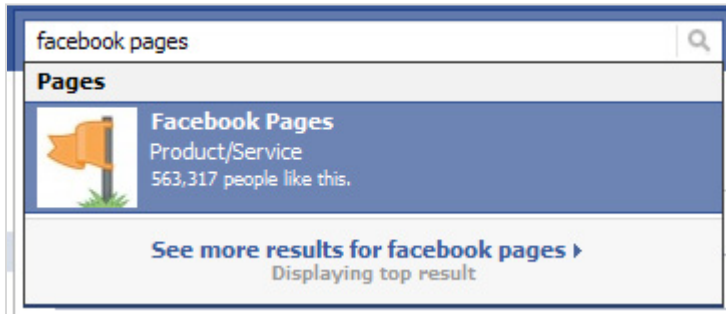 facebook pages
Pages
Facebook Pages
Product/Service
563,317 people like this.
See more results for facebook pages
Displaying top result